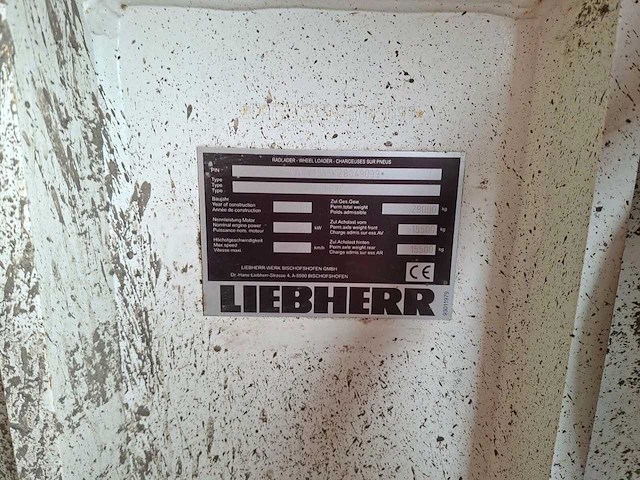 RADLADER - WHEEL LOADER - CHARGEUSES SUR PNEUS
PIN
Type
Type
Type
Baujahr
Year of construction
Année de construction
Nennleistung Motor
Nominal engine power
Puissance nom. moteur
kW
Höchstgeschwindigkeit
Max speed
Vitesse maxi.
km/h
Zul.Ges.Gew.
Perm.total weight
Poids admissible
kg
Zul.Achslast vorn
Perm.axle weight front
Charge admis sur ess.AV
15500 kg
Zul.Achslast hinten
Perm.axle weight rear
Charge admis sur ess.AR
15500 kg
LIEBHERR-WERK BISCHOFSHOFEN GMBH
Dr.-Hans-Liebherr-Strasse 4, A-5500 BISCHOFSHOFEN
CE
LIEBHERR